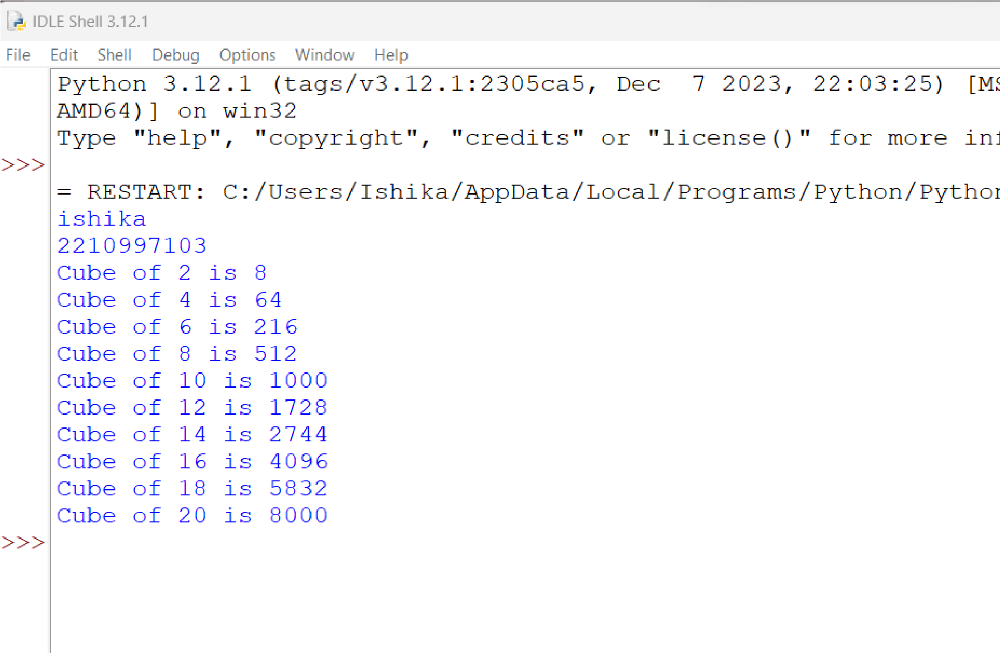 IDLE Shell 3.12.1
File Edit Shell Debug Options Window Help
Python 3.12.1 (tags/v3.12.1:2305ca5, Dec  7 2023, 22:03:25) [MS
AMD64)] on win32
Type "help", "copyright", "credits" or "license()" for more inf
>>>
= RESTART: C:/Users/Ishika/AppData/Local/Programs/Python/Python
ishika
2210997103
Cube of 2 is 8
Cube of 4 is 64
Cube of 6 is 216
Cube of 8 is 512
Cube of 10 is 1000
Cube of 12 is 1728
Cube of 14 is 2744
Cube of 16 is 4096
Cube of 18 is 5832
Cube of 20 is 8000
>>>